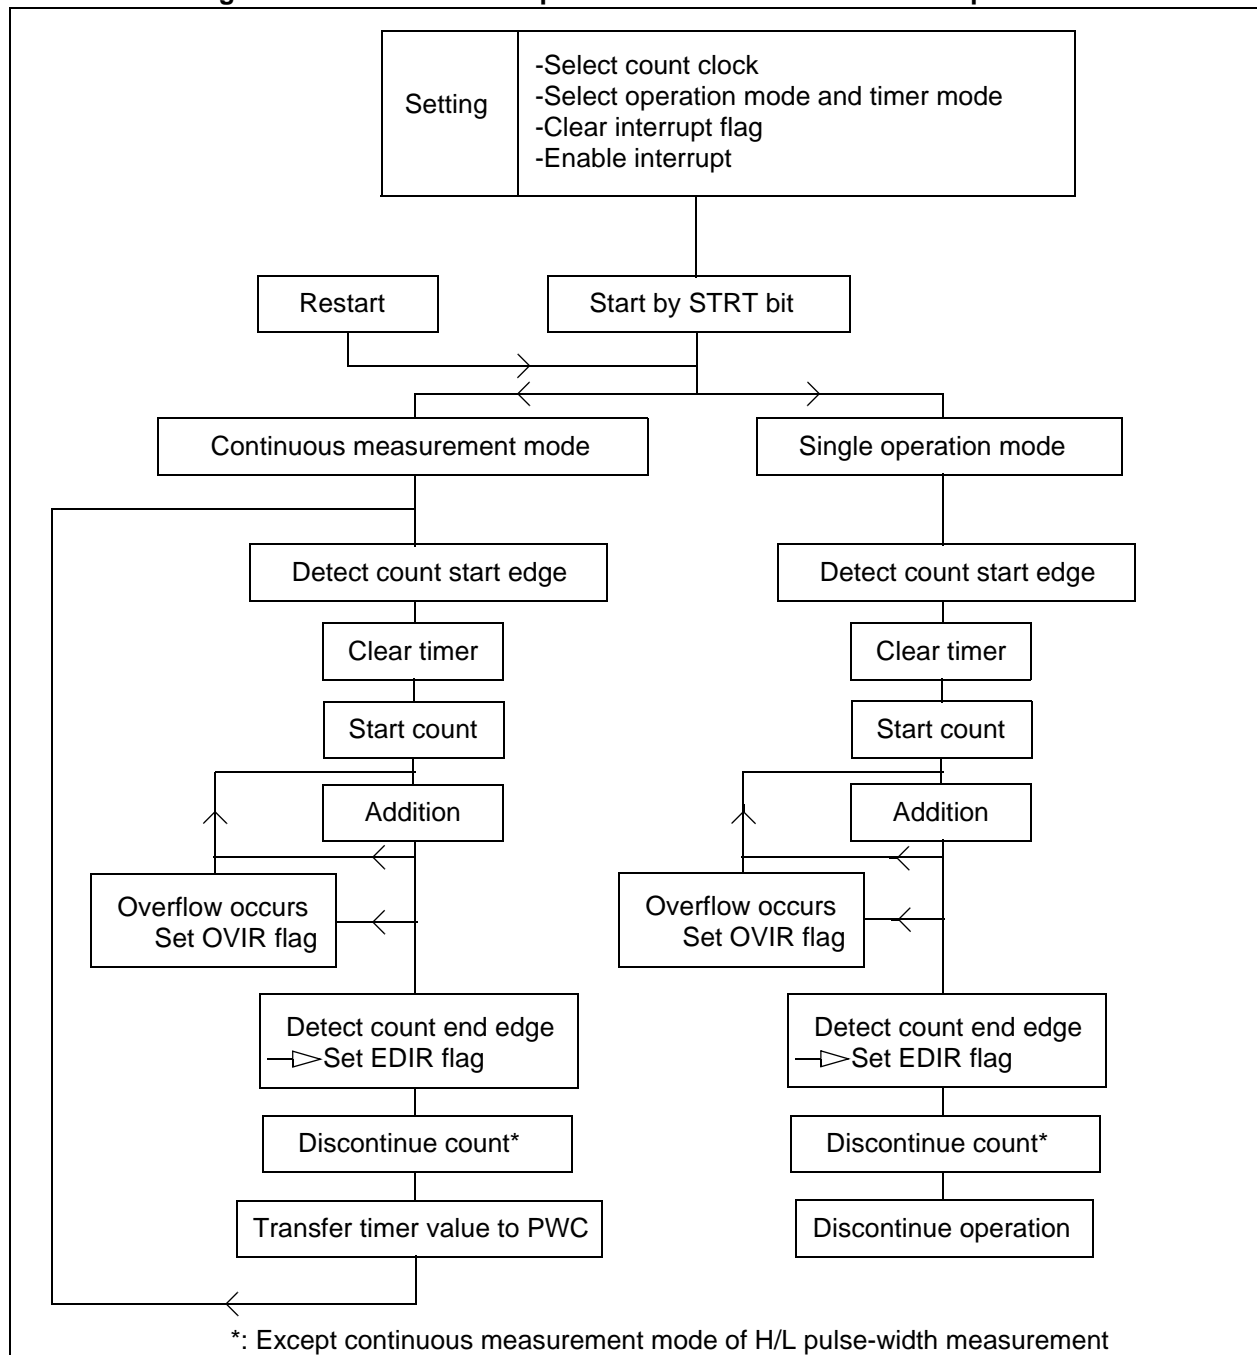 Setting
-Select count clock
-Select operation mode and timer mode
-Clear interrupt flag
-Enable interrupt
Restart
Start by STRT bit
Continuous measurement mode
Single operation mode
Detect count start edge
Detect count start edge
Clear timer
Clear timer
Start count
Start count
Addition
Addition
Overflow occurs
Set OVIR flag
Overflow occurs
Set OVIR flag
Detect count end edge
Set EDIR flag
Detect count end edge
Set EDIR flag
Discontinue count*
Discontinue count*
Transfer timer value to PWC
Discontinue operation
*: Except continuous measurement mode of H/L pulse-width measurement